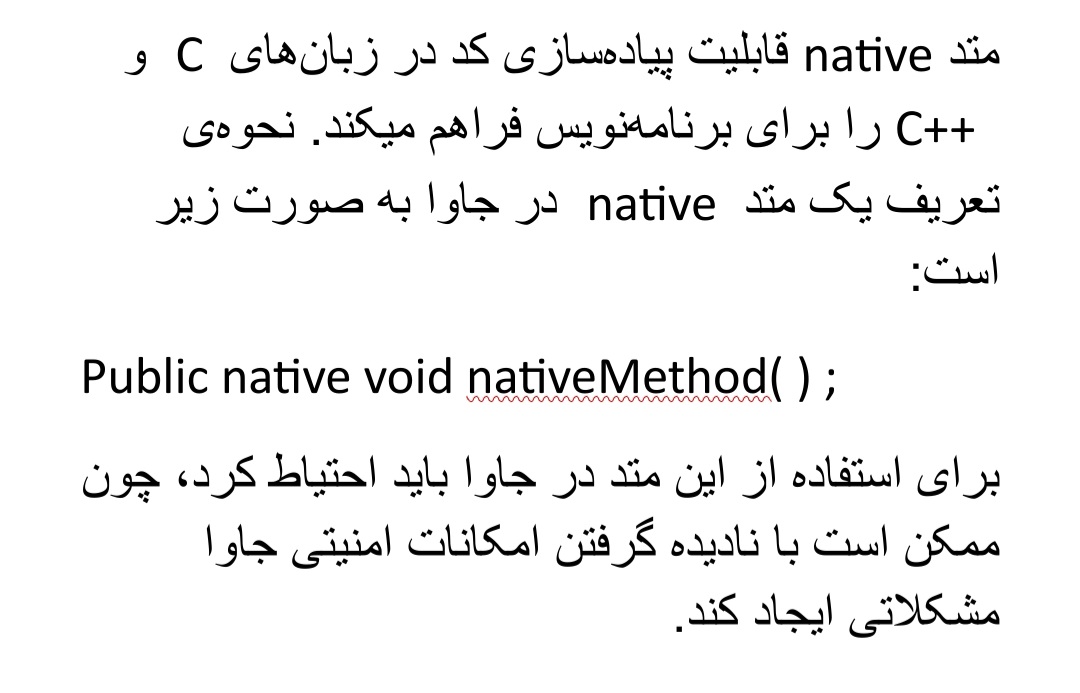 متد native قابلیت پیاده‌سازی کد در زبان‌های C و
C++ را برای برنامه‌نویس فراهم میکند. نحوه‌ی
تعریف یک متد native در جاوا به صورت زیر
است:
Public native void nativeMethod( ) ;
برای استفاده از این متد در جاوا باید احتیاط کرد، چون
ممکن است با نادیده گرفتن امکانات امنیتی جاوا
مشکلاتی ایجاد کند.